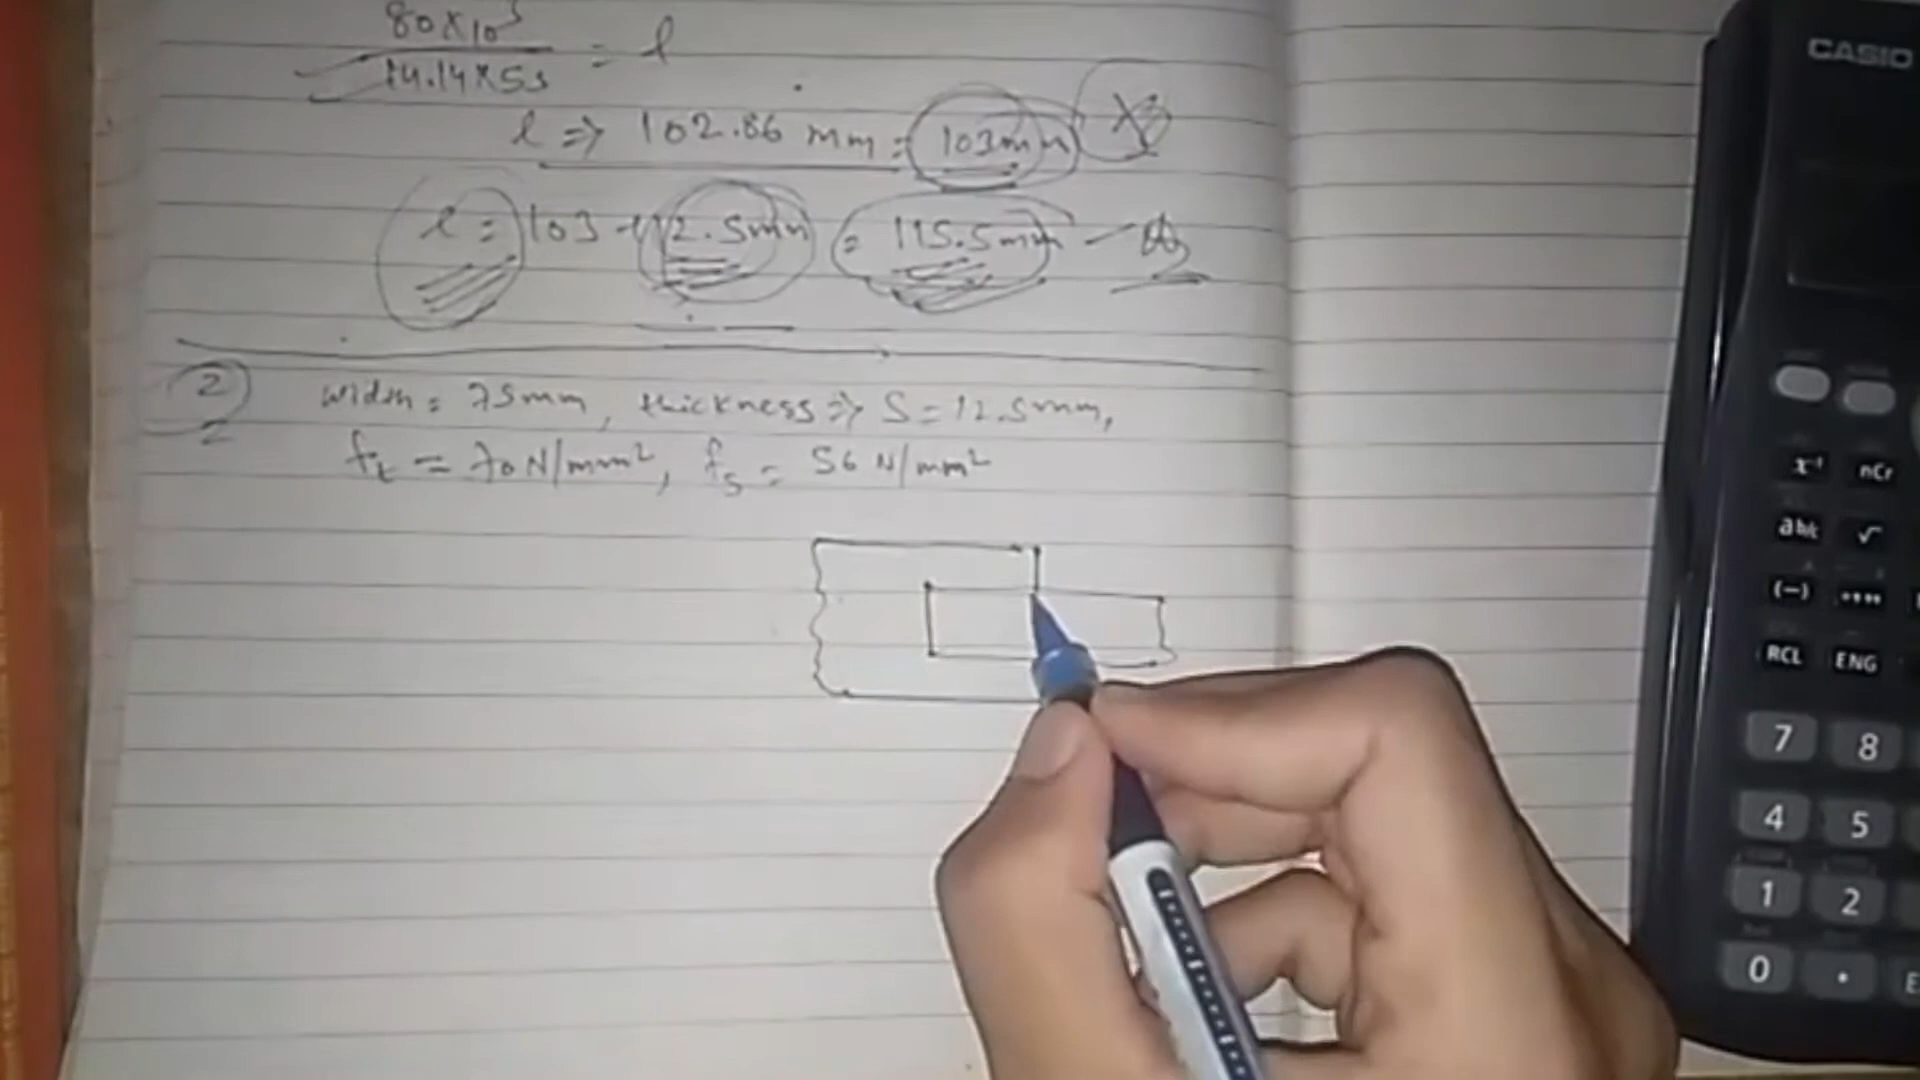 80×10³
14.14×55 = l
l ⇒ 102.86 mm = 103mm
l = 103 + 12.5mm = 115.5mm
2
width = 75mm, thickness ⇒ S = 12.5mm,
ft = 70 N/mm², fs = 56 N/mm²
CASIO
x⁻¹ nCr
ab/c √
(−) °'"
RCL ENG
7 8
4 5
1 2
0 .